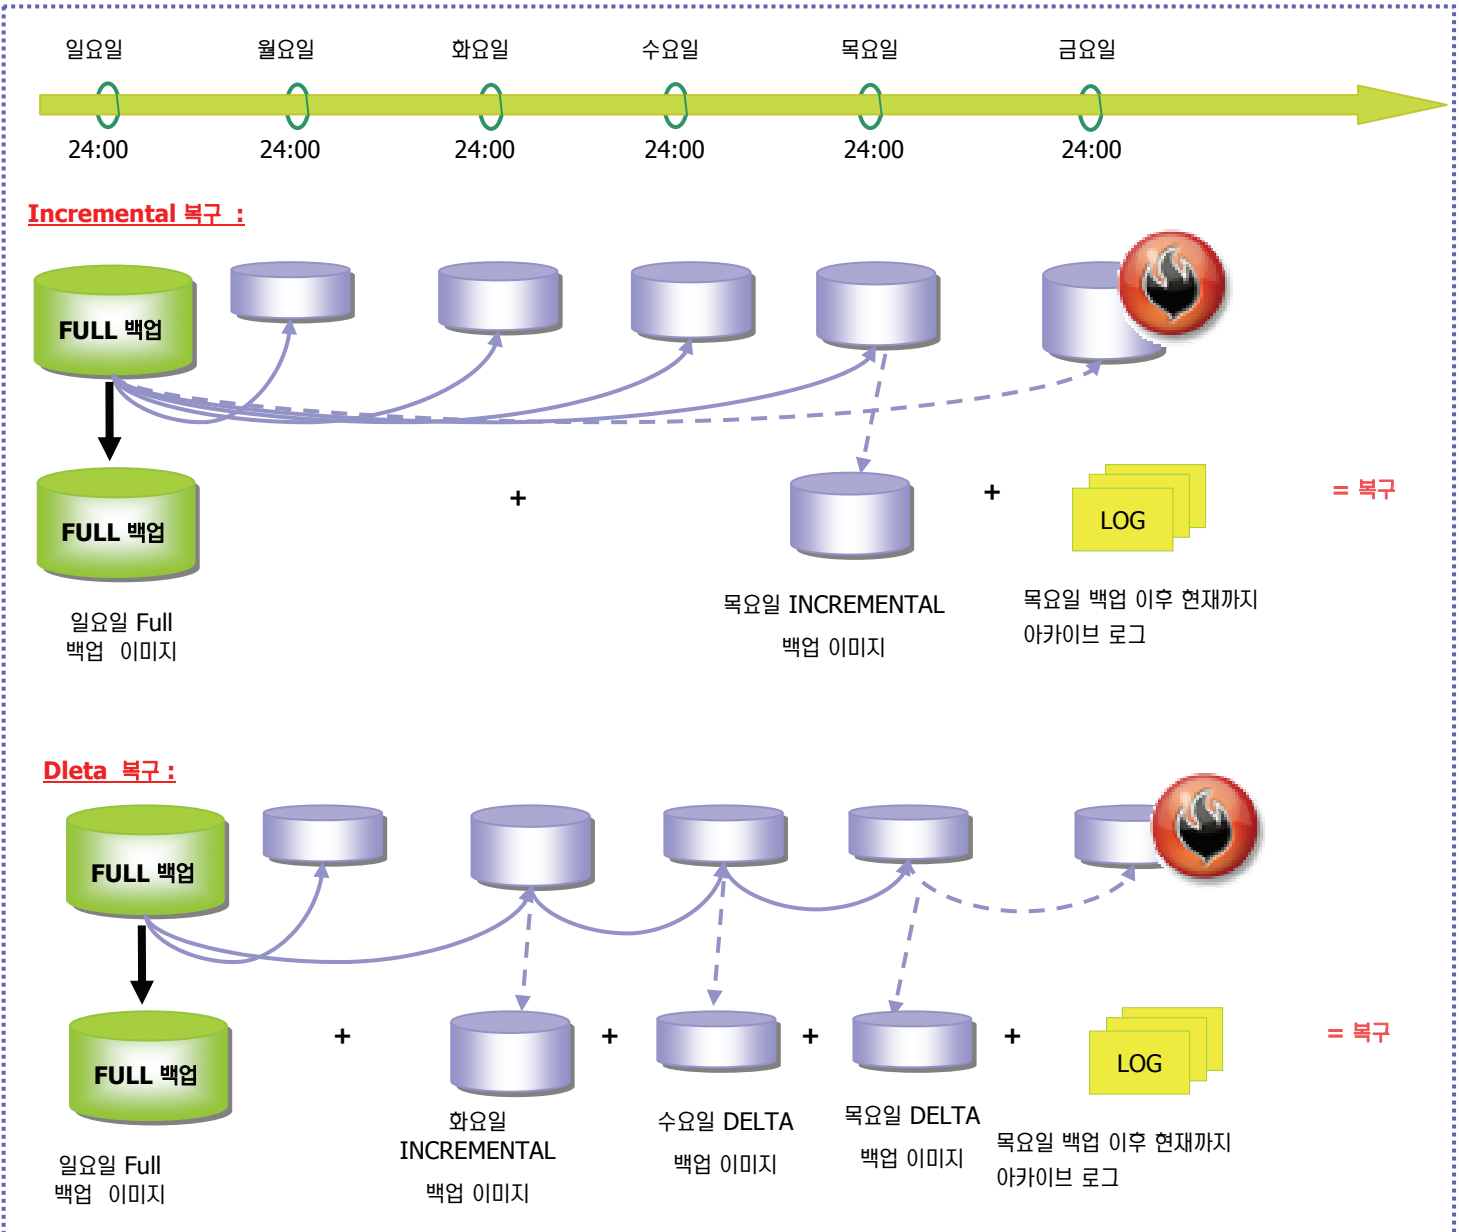 일요일 월요일 화요일 수요일 목요일 금요일
24:00 24:00 24:00 24:00 24:00 24:00
Incremental 복구 :
FULL 백업
FULL 백업
+
+
LOG
= 복구
일요일 Full
백업 이미지
목요일 INCREMENTAL
백업 이미지
목요일 백업 이후 현재까지
아카이브 로그
Dleta 복구 :
FULL 백업
FULL 백업
+
+
+
+
LOG
= 복구
일요일 Full
백업 이미지
화요일
INCREMENTAL
백업 이미지
수요일 DELTA
백업 이미지
목요일 DELTA
백업 이미지
목요일 백업 이후 현재까지
아카이브 로그